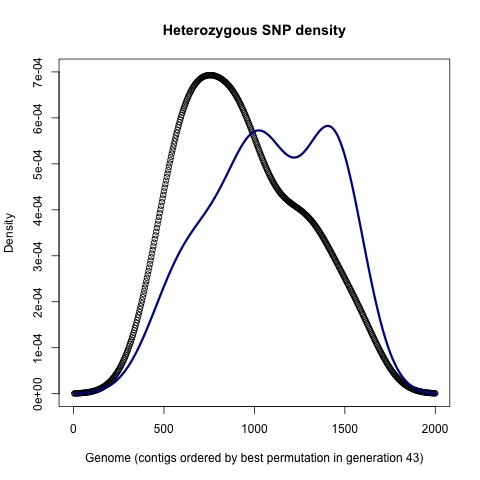 Heterozygous SNP density
Density
7e-04
6e-04
5e-04
4e-04
3e-04
2e-04
1e-04
0e+00
0 500 1000 1500 2000
Genome (contigs ordered by best permutation in generation 43)